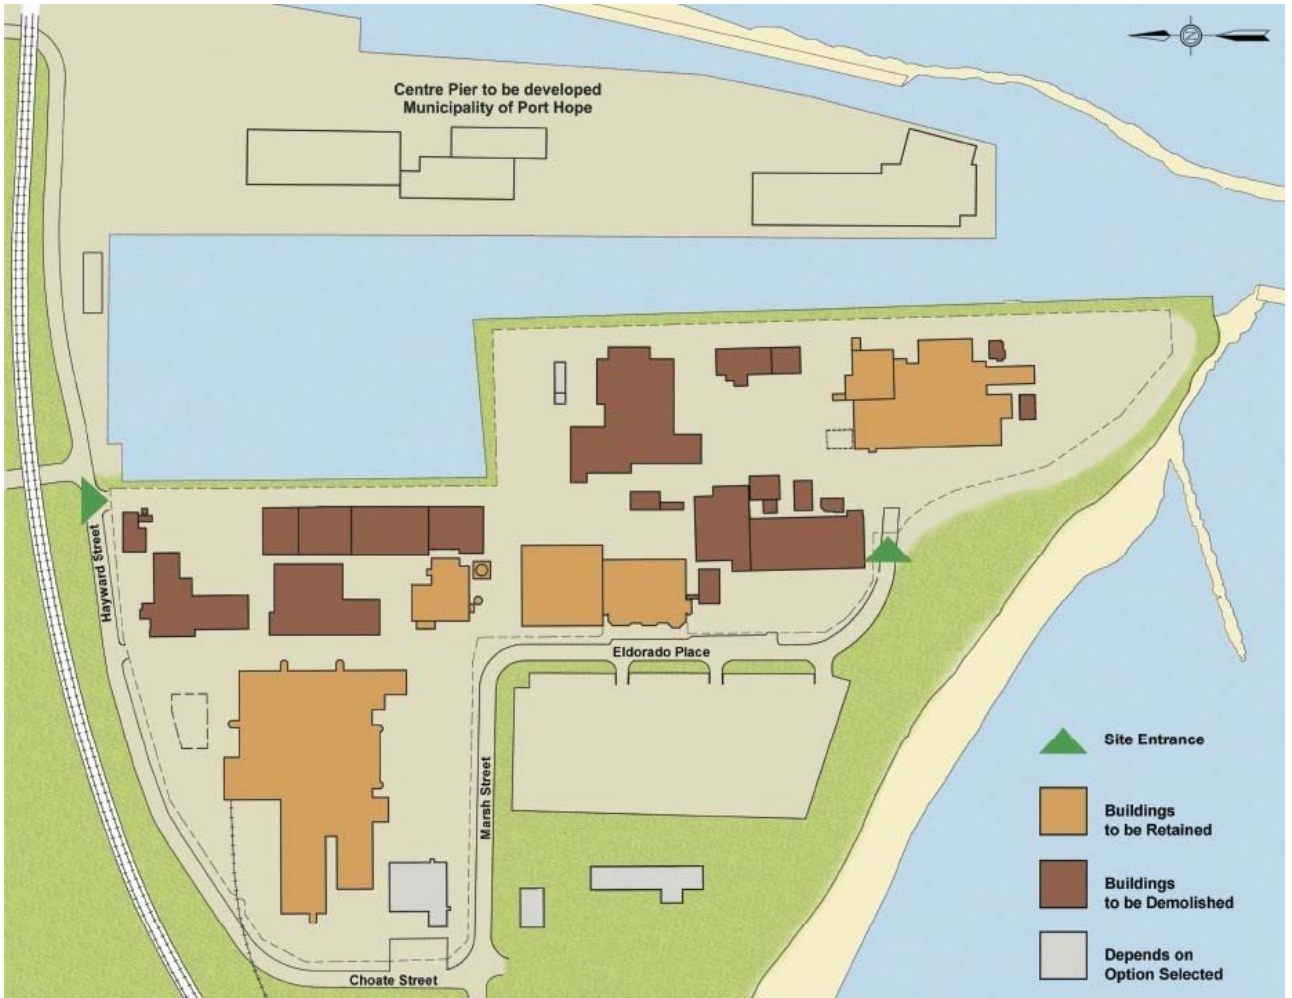 Centre Pier to be developed
Municipality of Port Hope
N
Hayward Street
Eldorado Place
Marsh Street
Choate Street
Site Entrance
Buildings
to be Retained
Buildings
to be Demolished
Depends on
Option Selected